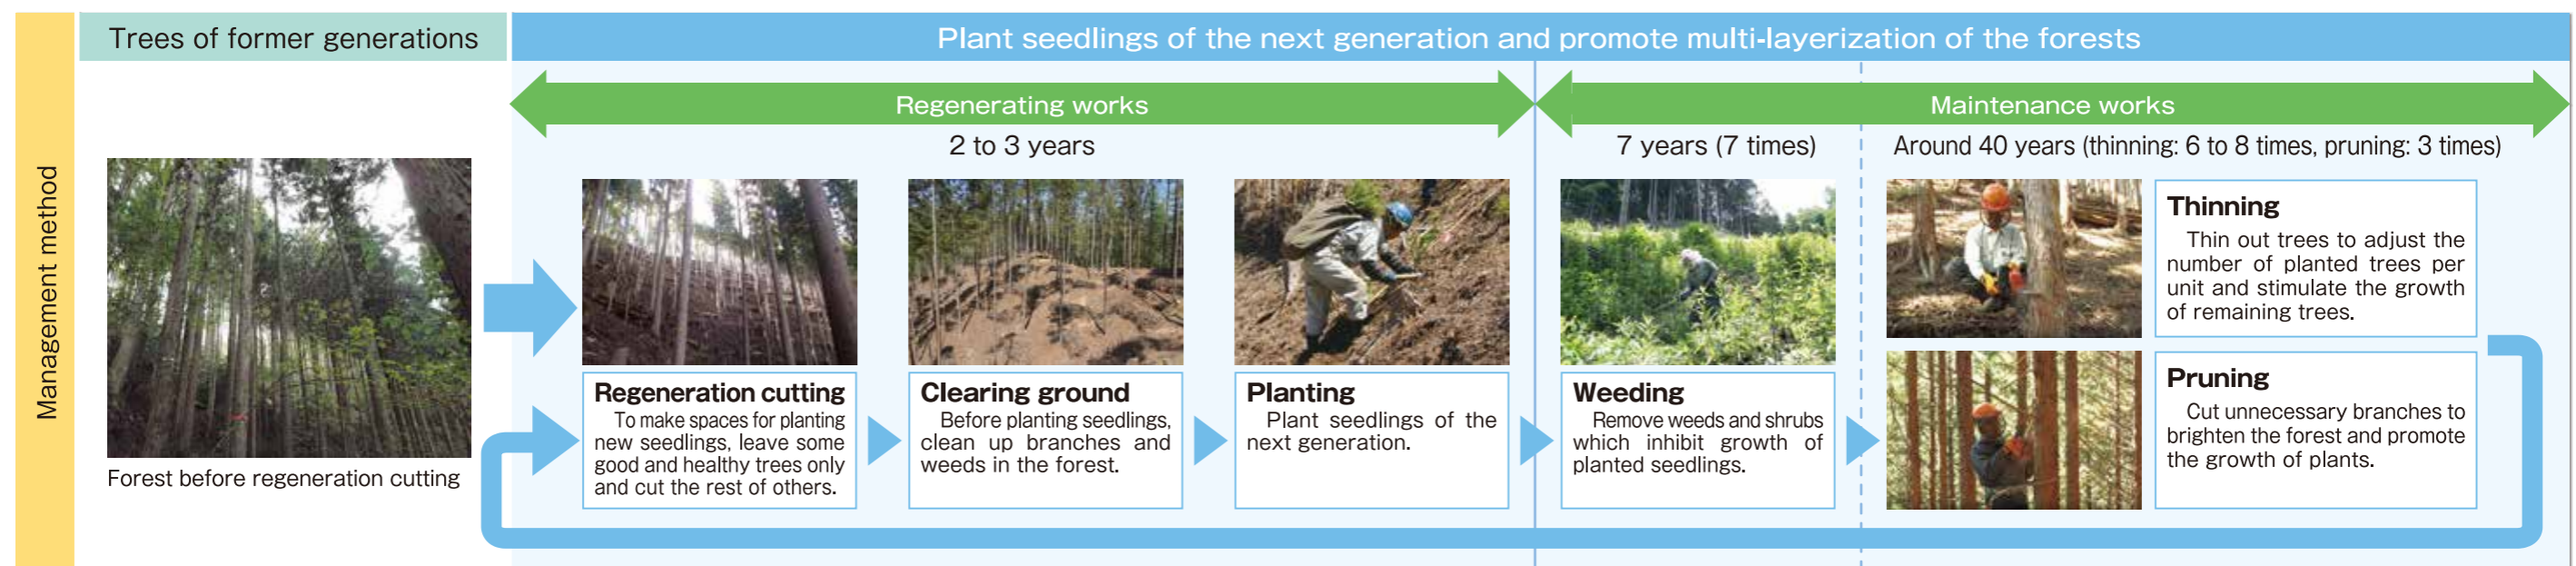 Management method
Trees of former generations
Plant seedlings of the next generation and promote multi-layerization of the forests
Regenerating works
Maintenance works
2 to 3 years
7 years (7 times)
Around 40 years (thinning: 6 to 8 times, pruning: 3 times)
Forest before regeneration cutting
Regeneration cutting
To make spaces for planting
new seedlings, leave some
good and healthy trees only
and cut the rest of others.
Clearing ground
Before planting seedlings,
clean up branches and
weeds in the forest.
Planting
Plant seedlings of the
next generation.
Weeding
Remove weeds and shrubs
which inhibit growth of
planted seedlings.
Thinning
Thin out trees to adjust the
number of planted trees per
unit and stimulate the growth
of remaining trees.
Pruning
Cut unnecessary branches to
brighten the forest and promote
the growth of plants.